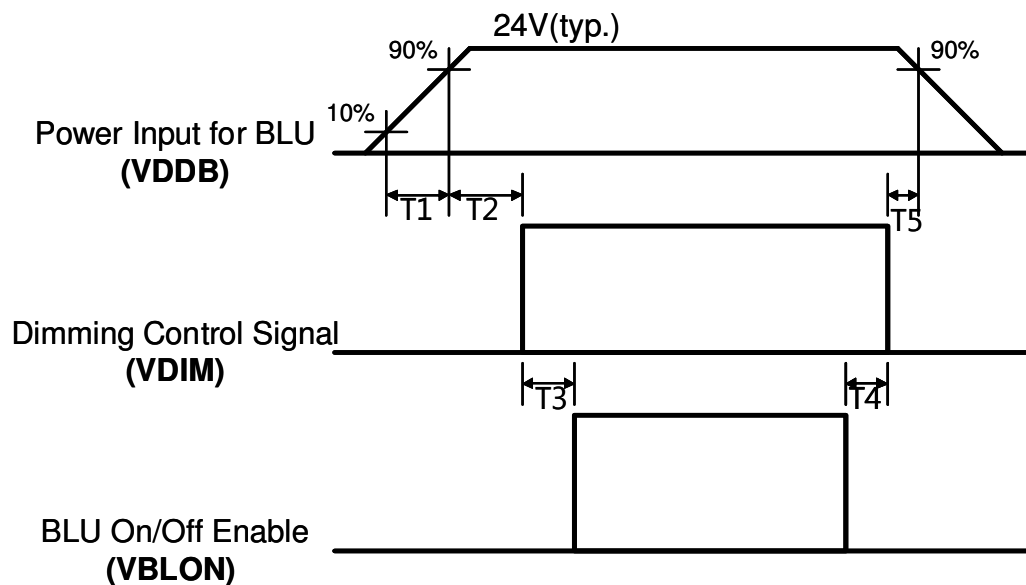 24V(typ.)
90%
90%
10%
Power Input for BLU
(VDDB)
T1
T2
T5
Dimming Control Signal
(VDIM)
T3
T4
BLU On/Off Enable
(VBLON)